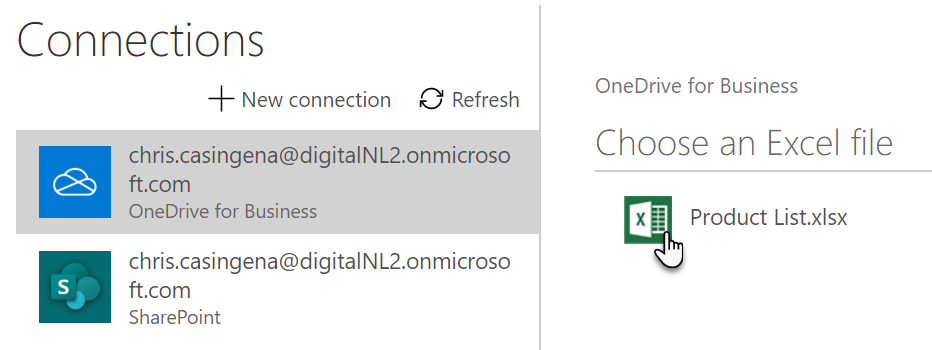 Connections
New connection
Refresh
chris.casingena@digitalNL2.onmicroso
ft.com
OneDrive for Business
chris.casingena@digitalNL2.onmicroso
ft.com
SharePoint
OneDrive for Business
Choose an Excel file
Product List.xlsx